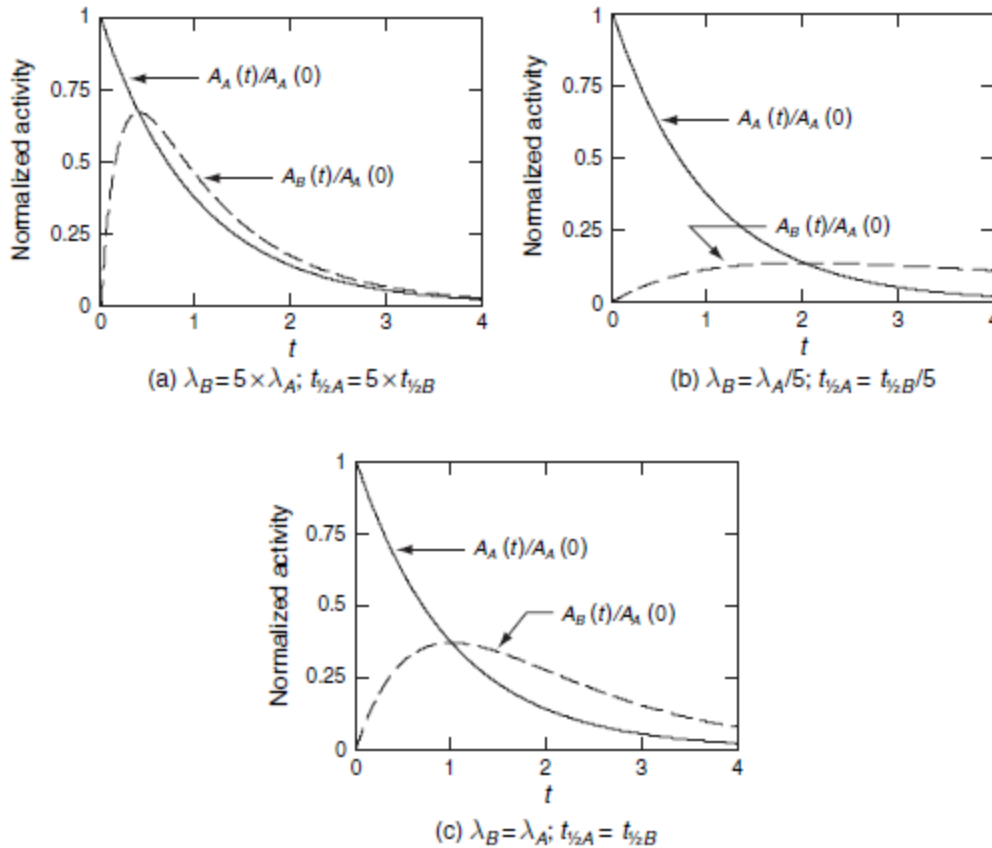 Normalized activity
1
0.75
0.5
0.25
0
A_A(t)/A_A(0)
A_B(t)/A_A(0)
0 1 2 3 4
t
(a) λ_B = 5 × λ_A; t_½A = 5 × t_½B
Normalized activity
1
0.75
0.5
0.25
0
A_A(t)/A_A(0)
A_B(t)/A_A(0)
0 1 2 3 4
t
(b) λ_B = λ_A/5; t_½A = t_½B/5
Normalized activity
1
0.75
0.5
0.25
0
A_A(t)/A_A(0)
A_B(t)/A_A(0)
0 1 2 3 4
t
(c) λ_B = λ_A; t_½A = t_½B